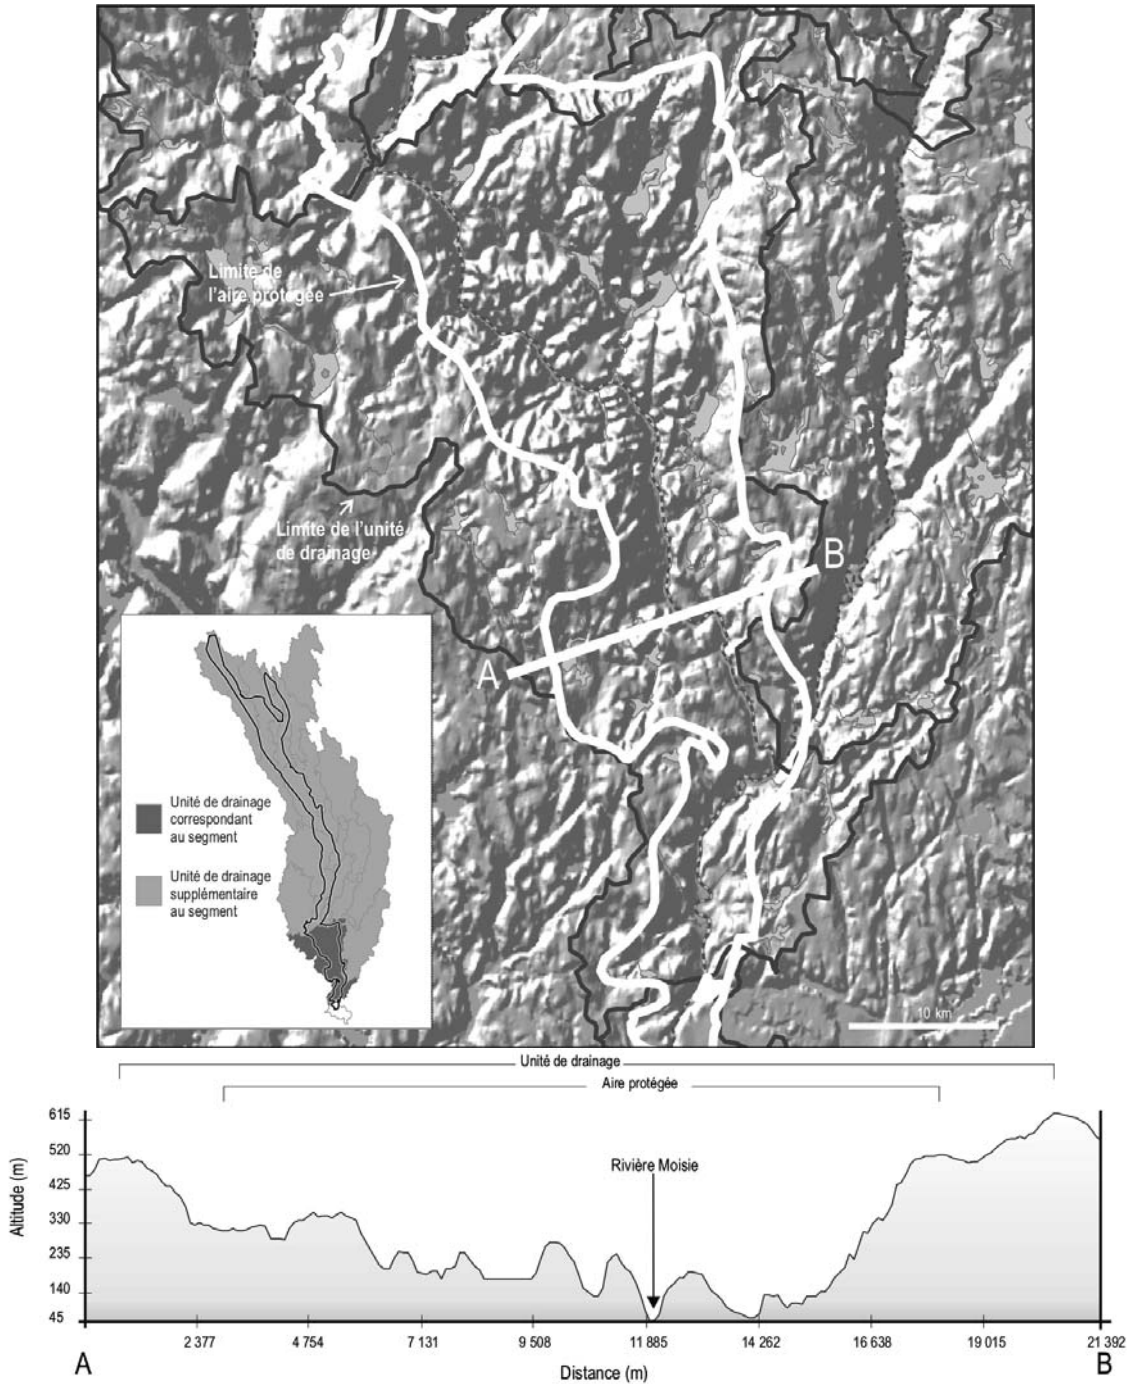 Limite de
l'aire protégée
Limite de l'unité
de drainage
B
A
Unité de drainage
correspondant
au segment
Unité de drainage
supplémentaire
au segment
10 km
Unité de drainage
Aire protégée
Rivière Moisie
Altitude (m)
615
520
425
330
235
140
45
2 377
4 754
7 131
9 508
11 885
14 262
16 638
19 015
21 392
A
B
Distance (m)